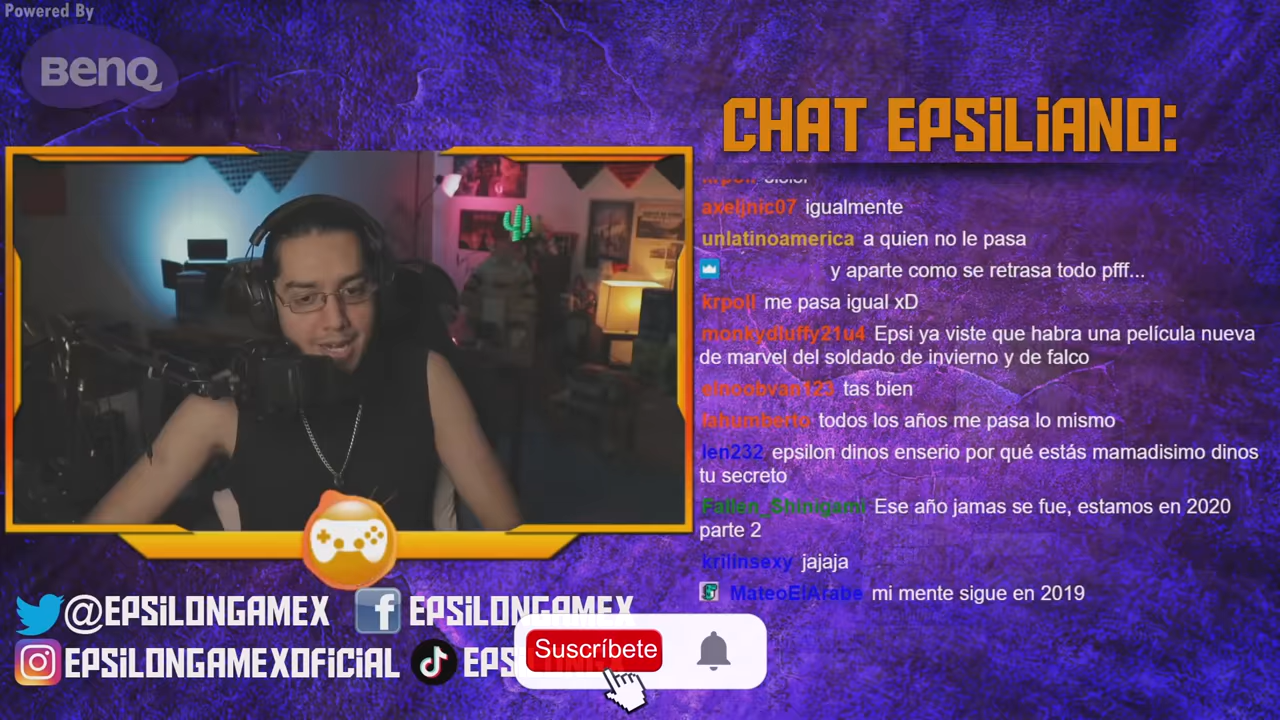 Powered By
BenQ
CHAT EPSiLiANO:
axeljnic07 igualmente
unlatinoamerica a quien no le pasa
y aparte como se retrasa todo pfff...
krpoll me pasa igual xD
monkydluffy21u4 Epsi ya viste que habra una película nueva
de marvel del soldado de invierno y de falco
elnoobvan123 tas bien
fahumberto todos los años me pasa lo mismo
len232 epsilon dinos enserio por qué estás mamadisimo dinos
tu secreto
Fallen_Shinigami Ese año jamas se fue, estamos en 2020
parte 2
krilinsexy jajaja
MateoElArabe mi mente sigue en 2019
@EPSiLONGAMEX
EPSiLONGAMEX
EPSiLONGAMEXOFiCiAL
Suscríbete